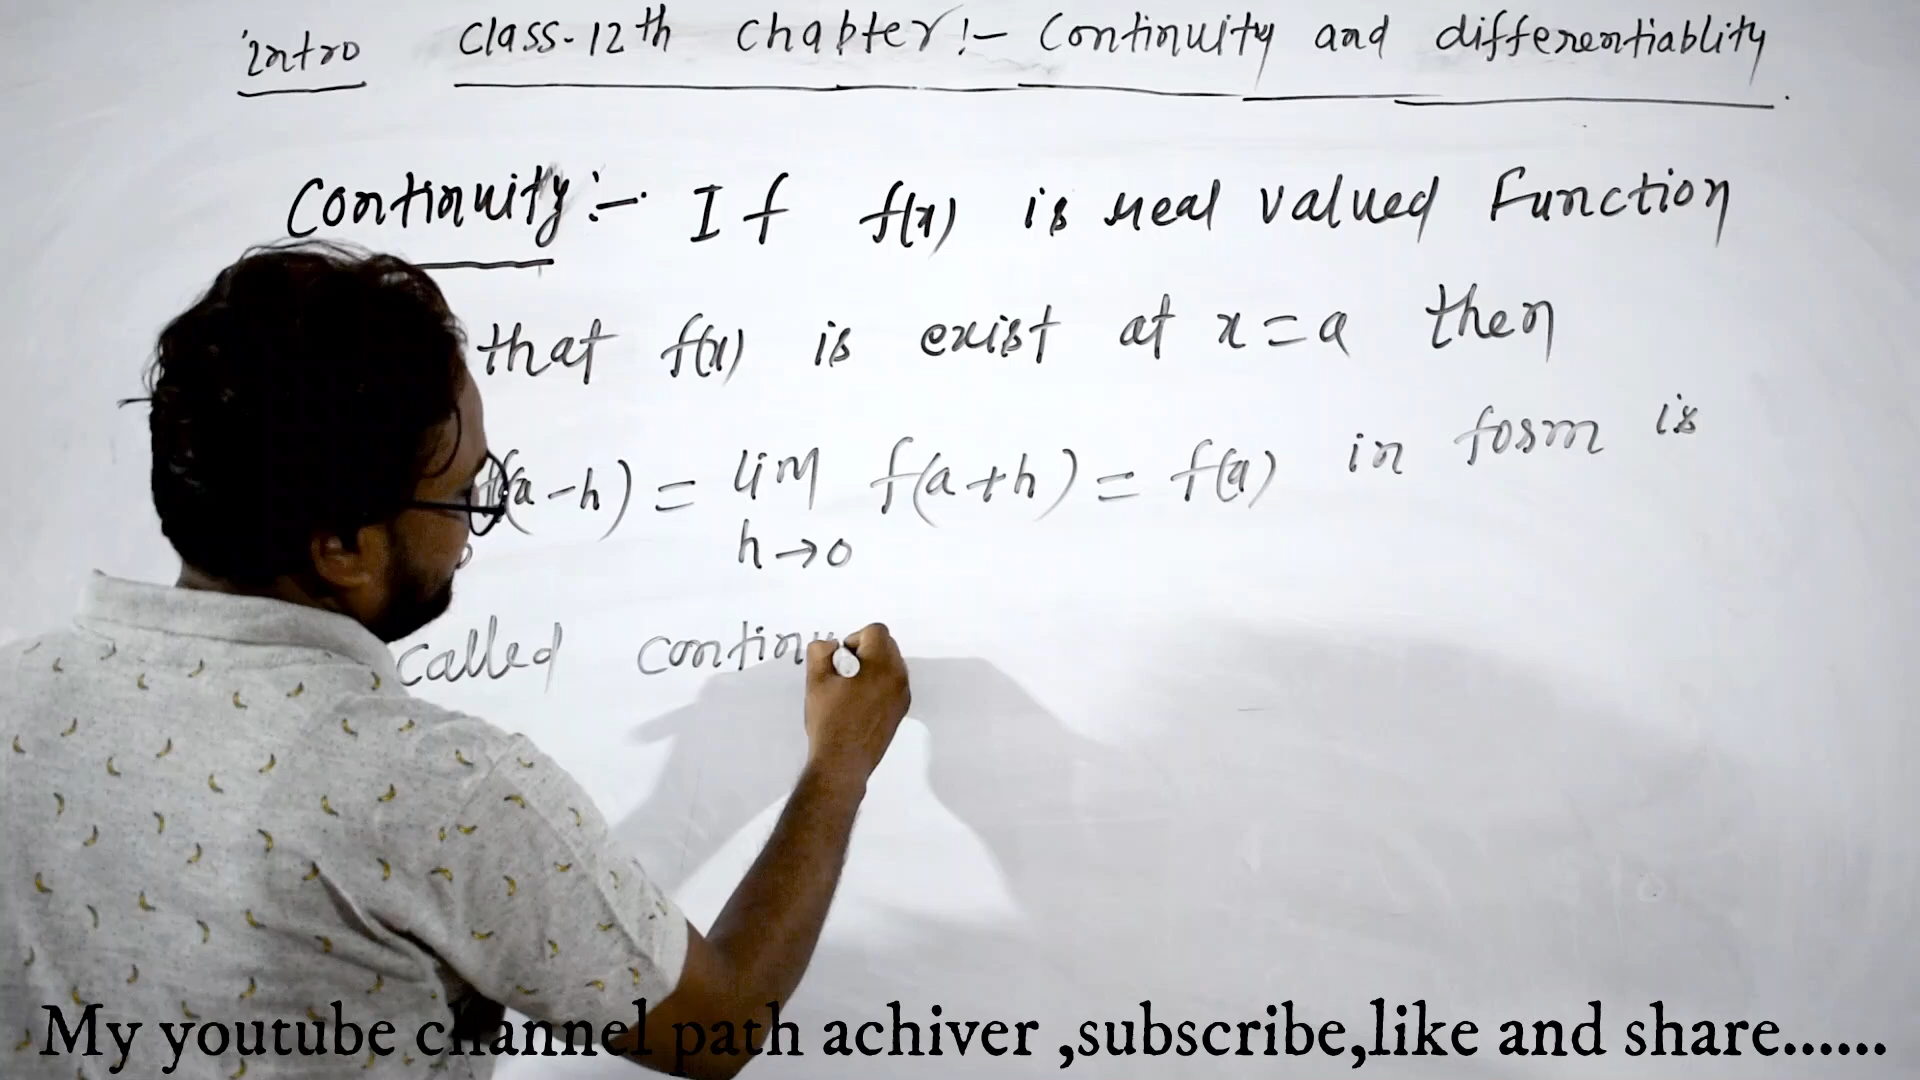 Intro Class-12th Chapter:- Continuity and differentiablity
Continuity:- If f(x) is real valued Function
that f(x) is exist at x=a then
f(a-h) = lim f(a+h) = f(a) in form is
h→0
called continu
My youtube channel path achiver ,subscribe,like and share......